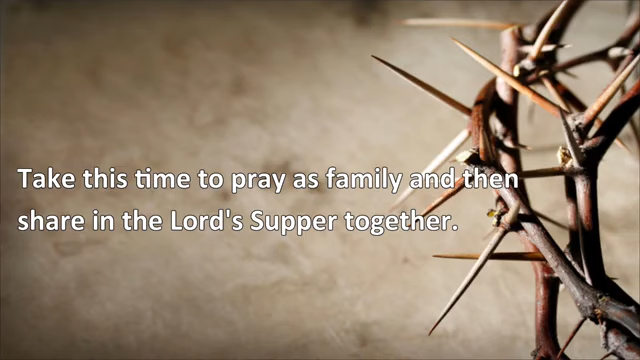 Take this time to pray as family and then
share in the Lord's Supper together.